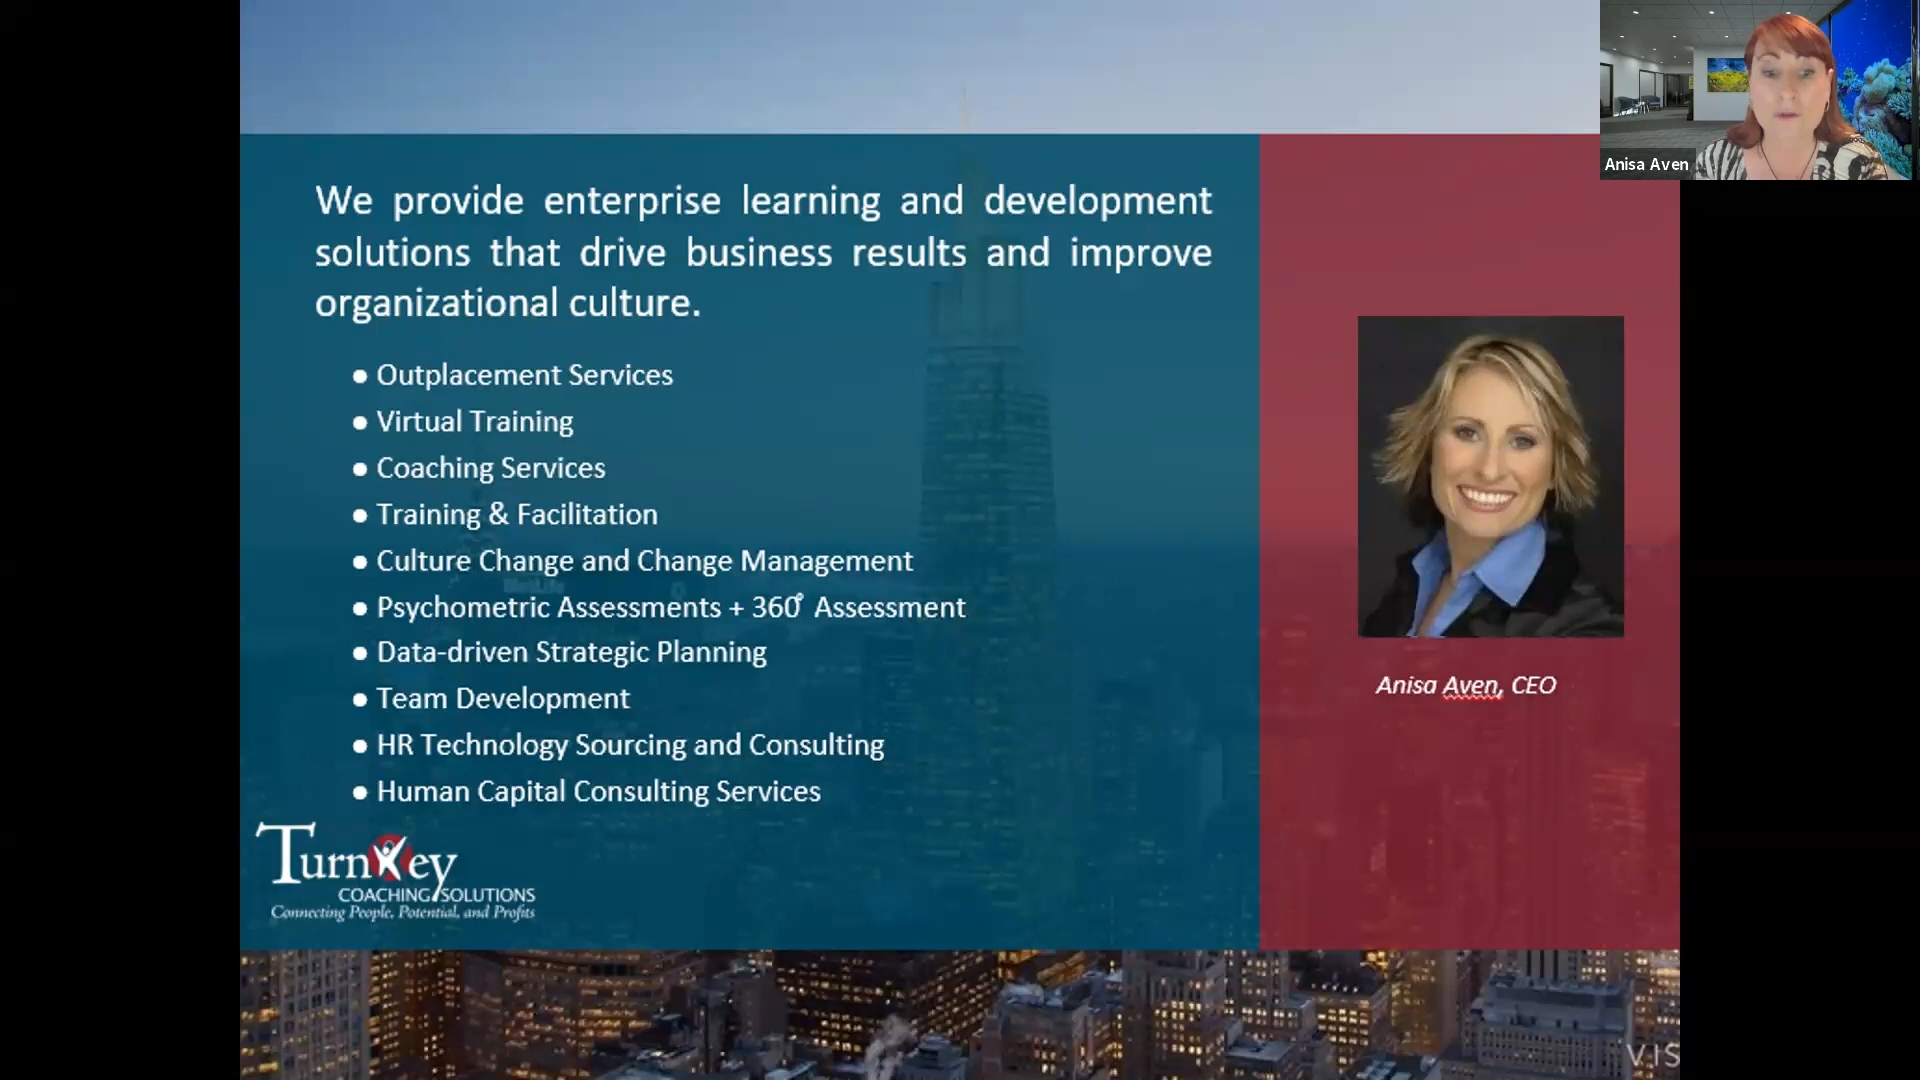 Anisa Aven
We provide enterprise learning and development
solutions that drive business results and improve
organizational culture.
● Outplacement Services
● Virtual Training
● Coaching Services
● Training & Facilitation
● Culture Change and Change Management
● Psychometric Assessments + 360° Assessment
● Data-driven Strategic Planning
● Team Development
● HR Technology Sourcing and Consulting
● Human Capital Consulting Services
Anisa Aven, CEO
TurnKey
COACHING SOLUTIONS
Connecting People, Potential, and Profits
VIS